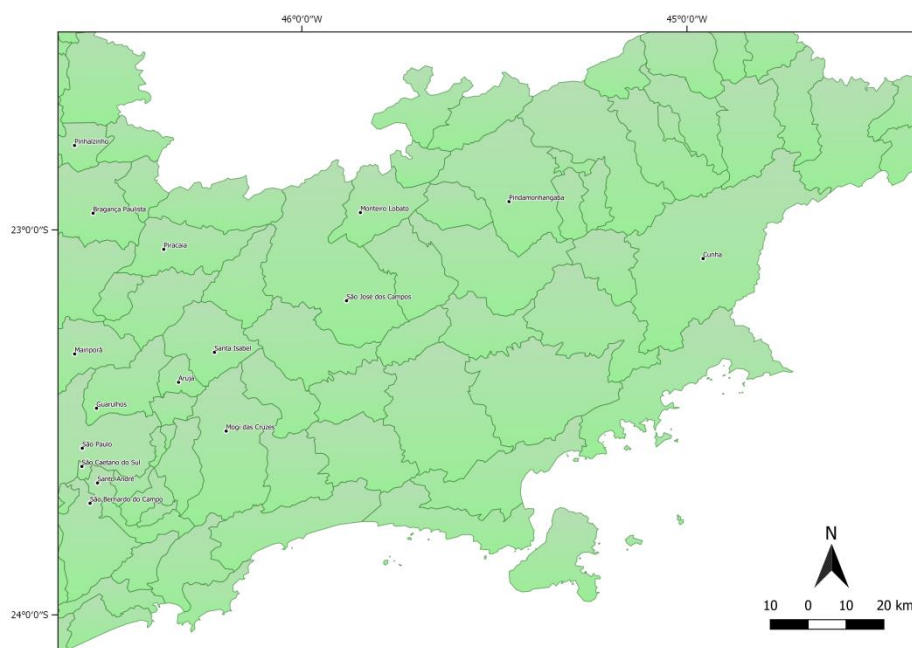 46°0'0"W
45°0'0"W
Pinhalzinho
Bragança Paulista
Monteiro Lobato
Pindamonhangaba
23°0'0"S
Piracaia
Cunha
São José dos Campos
Mairiporã
Santa Isabel
Arujá
Guarulhos
Mogi das Cruzes
São Paulo
São Caetano do Sul
Santo André
São Bernardo do Campo
N
24°0'0"S
10 0 10 20 km